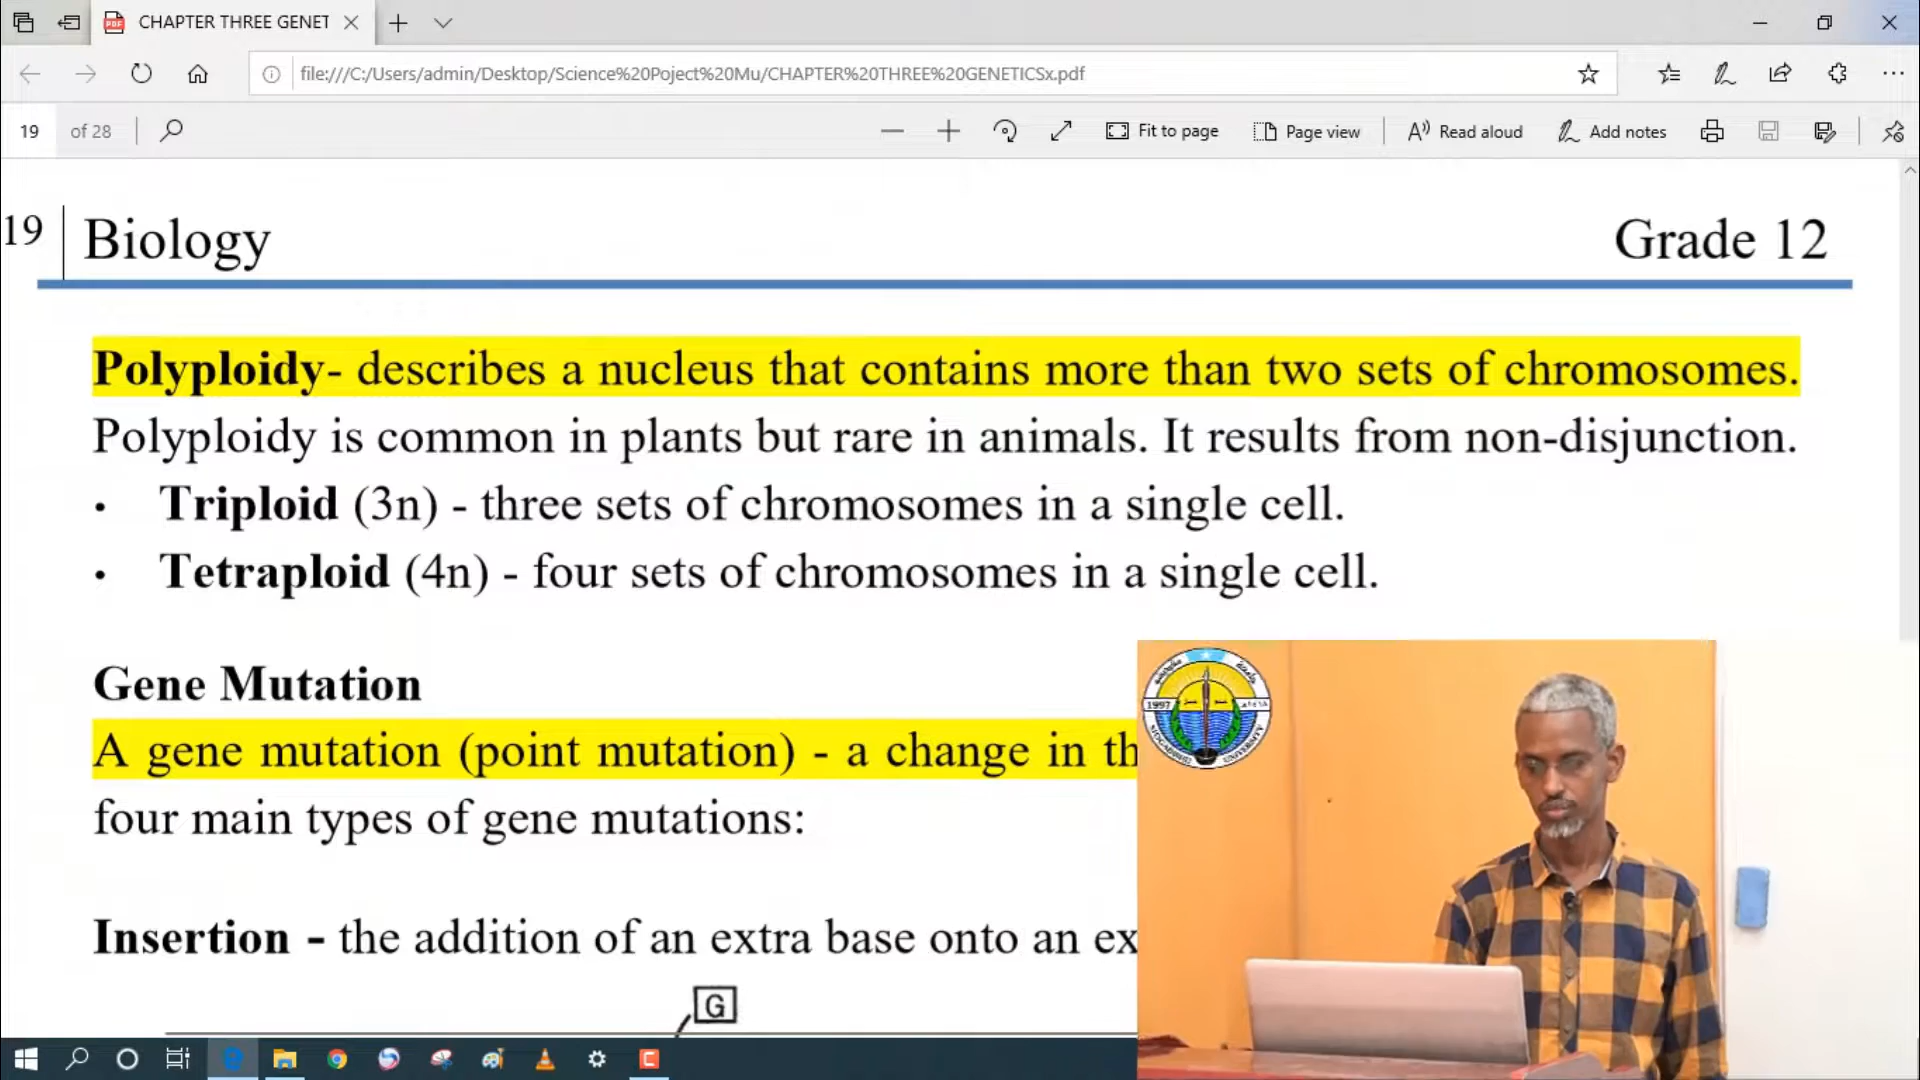 CHAPTER THREE GENET
file:///C:/Users/admin/Desktop/Science%20Poject%20Mu/CHAPTER%20THREE%20GENETICSx.pdf
19 of 28
Fit to page
Page view
Read aloud
Add notes
19 Biology Grade 12
Polyploidy- describes a nucleus that contains more than two sets of chromosomes.
Polyploidy is common in plants but rare in animals. It results from non-disjunction.
• Triploid (3n) - three sets of chromosomes in a single cell.
• Tetraploid (4n) - four sets of chromosomes in a single cell.
Gene Mutation
A gene mutation (point mutation) - a change in th
four main types of gene mutations:
Insertion - the addition of an extra base onto an ex
G
1997
MOGADISHU UNIVERSITY